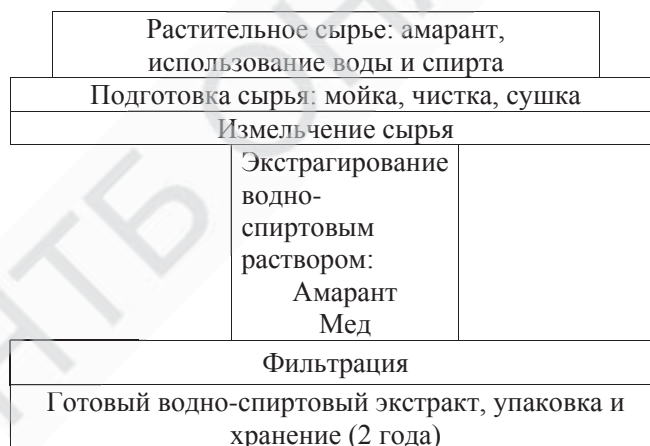 Растительное сырье: амарант,
использование воды и спирта
Подготовка сырья: мойка, чистка, сушка
Измельчение сырья
Экстрагирование
водно-
спиртовым
раствором:
Амарант
Мед
Фильтрация
Готовый водно-спиртовый экстракт, упаковка и
хранение (2 года)